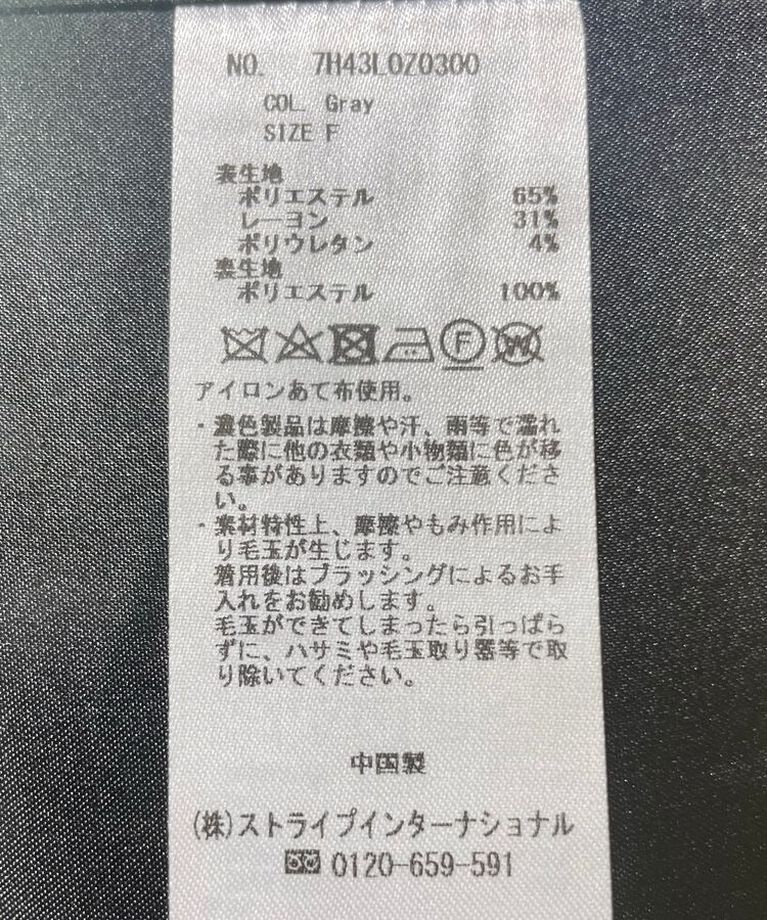 NO. 7H43L0Z0300
COL. Gray
SIZE F
表生地
ポリエステル 65%
レーヨン 31%
ポリウレタン 4%
裏生地
ポリエステル 100%
F W
アイロンあて布使用。
・濃色製品は摩擦や汗、雨等で濡れ
た際に他の衣類や小物類に色が移
る事がありますのでご注意くださ
い。
・素材特性上、摩擦やもみ作用によ
り毛玉が生じます。
着用後はブラッシングによるお手
入れをお勧めします。
毛玉ができてしまったら引っぱら
ずに、ハサミや毛玉取り器等で取
り除いてください。
中国製
(株)ストライプインターナショナル
0120-659-591